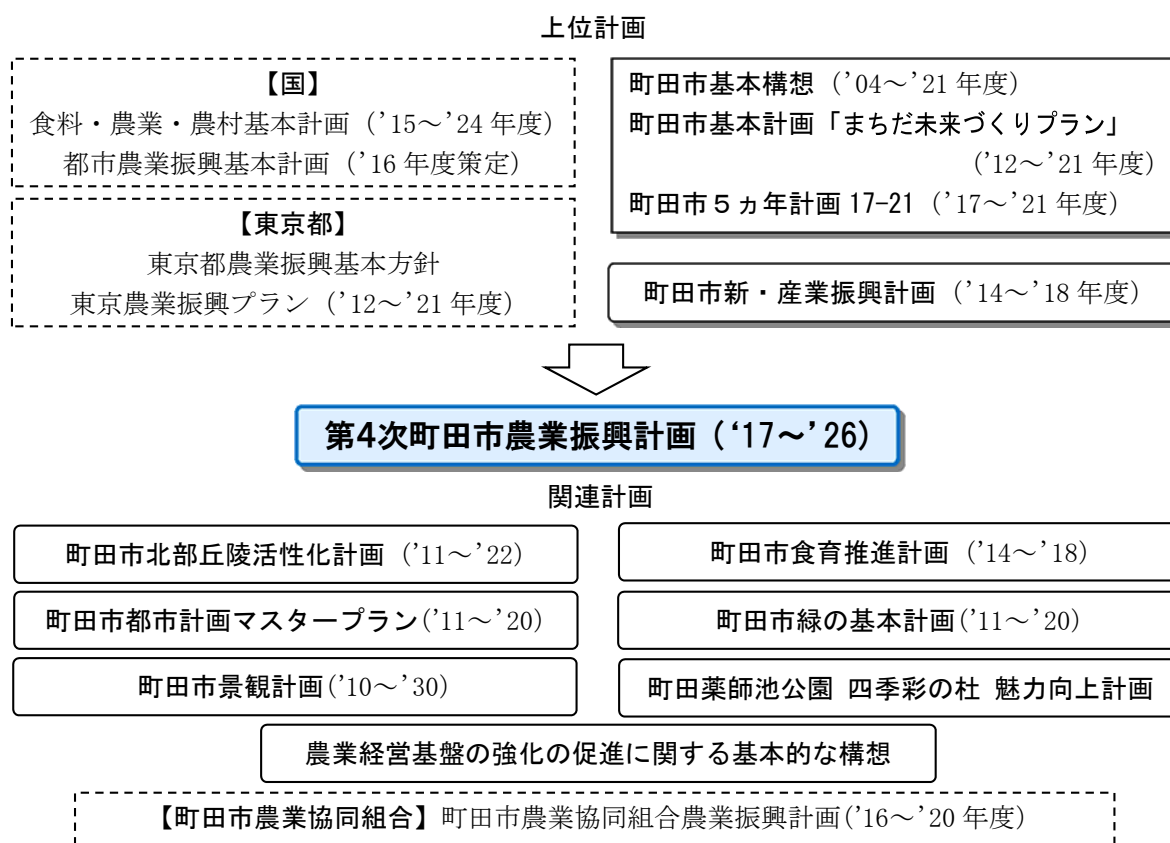 上位計画
【国】
食料・農業・農村基本計画（’15～’24 年度）
都市農業振興基本計画（’16 年度策定）
【東京都】
東京都農業振興基本方針
東京農業振興プラン（’12～’21 年度）
町田市基本構想（’04～’21 年度）
町田市基本計画「まちだ未来づくりプラン」
（’12～’21 年度）
町田市５ヵ年計画 17-21（’17～’21 年度）
町田市新・産業振興計画（’14～’18 年度）
第4次町田市農業振興計画（‘17～’26）
関連計画
町田市北部丘陵活性化計画（’11～’22）
町田市食育推進計画（’14～’18）
町田市都市計画マスタープラン(’11～’20)
町田市緑の基本計画(’11～’20)
町田市景観計画(’10～’30)
町田薬師池公園 四季彩の杜 魅力向上計画
農業経営基盤の強化の促進に関する基本的な構想
【町田市農業協同組合】町田市農業協同組合農業振興計画(’16～’20 年度)